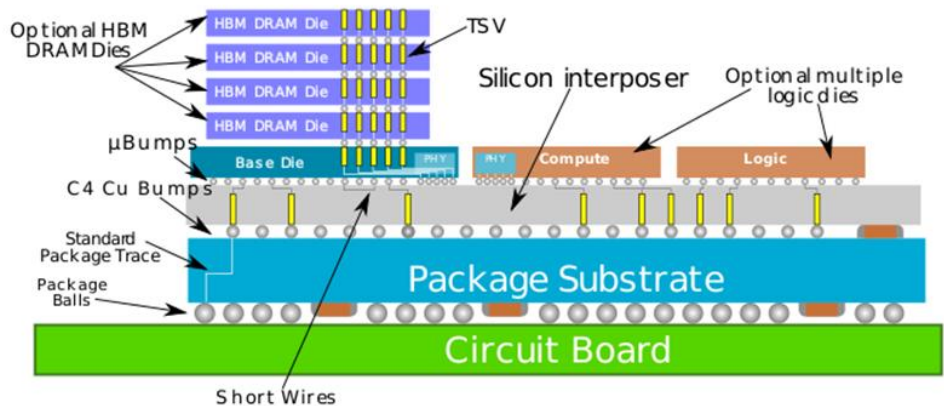 Optional HBM
DRAM Dies
HBM DRAM Die
HBM DRAM Die
HBM DRAM Die
HBM DRAM Die
TSV
Silicon interposer
Optional multiple
logic dies
µBumps
Base Die
PHY
PHY
Compute
Logic
C4 Cu Bumps
Standard
Package Trace
Package
Balls
Package Substrate
Circuit Board
Short Wires